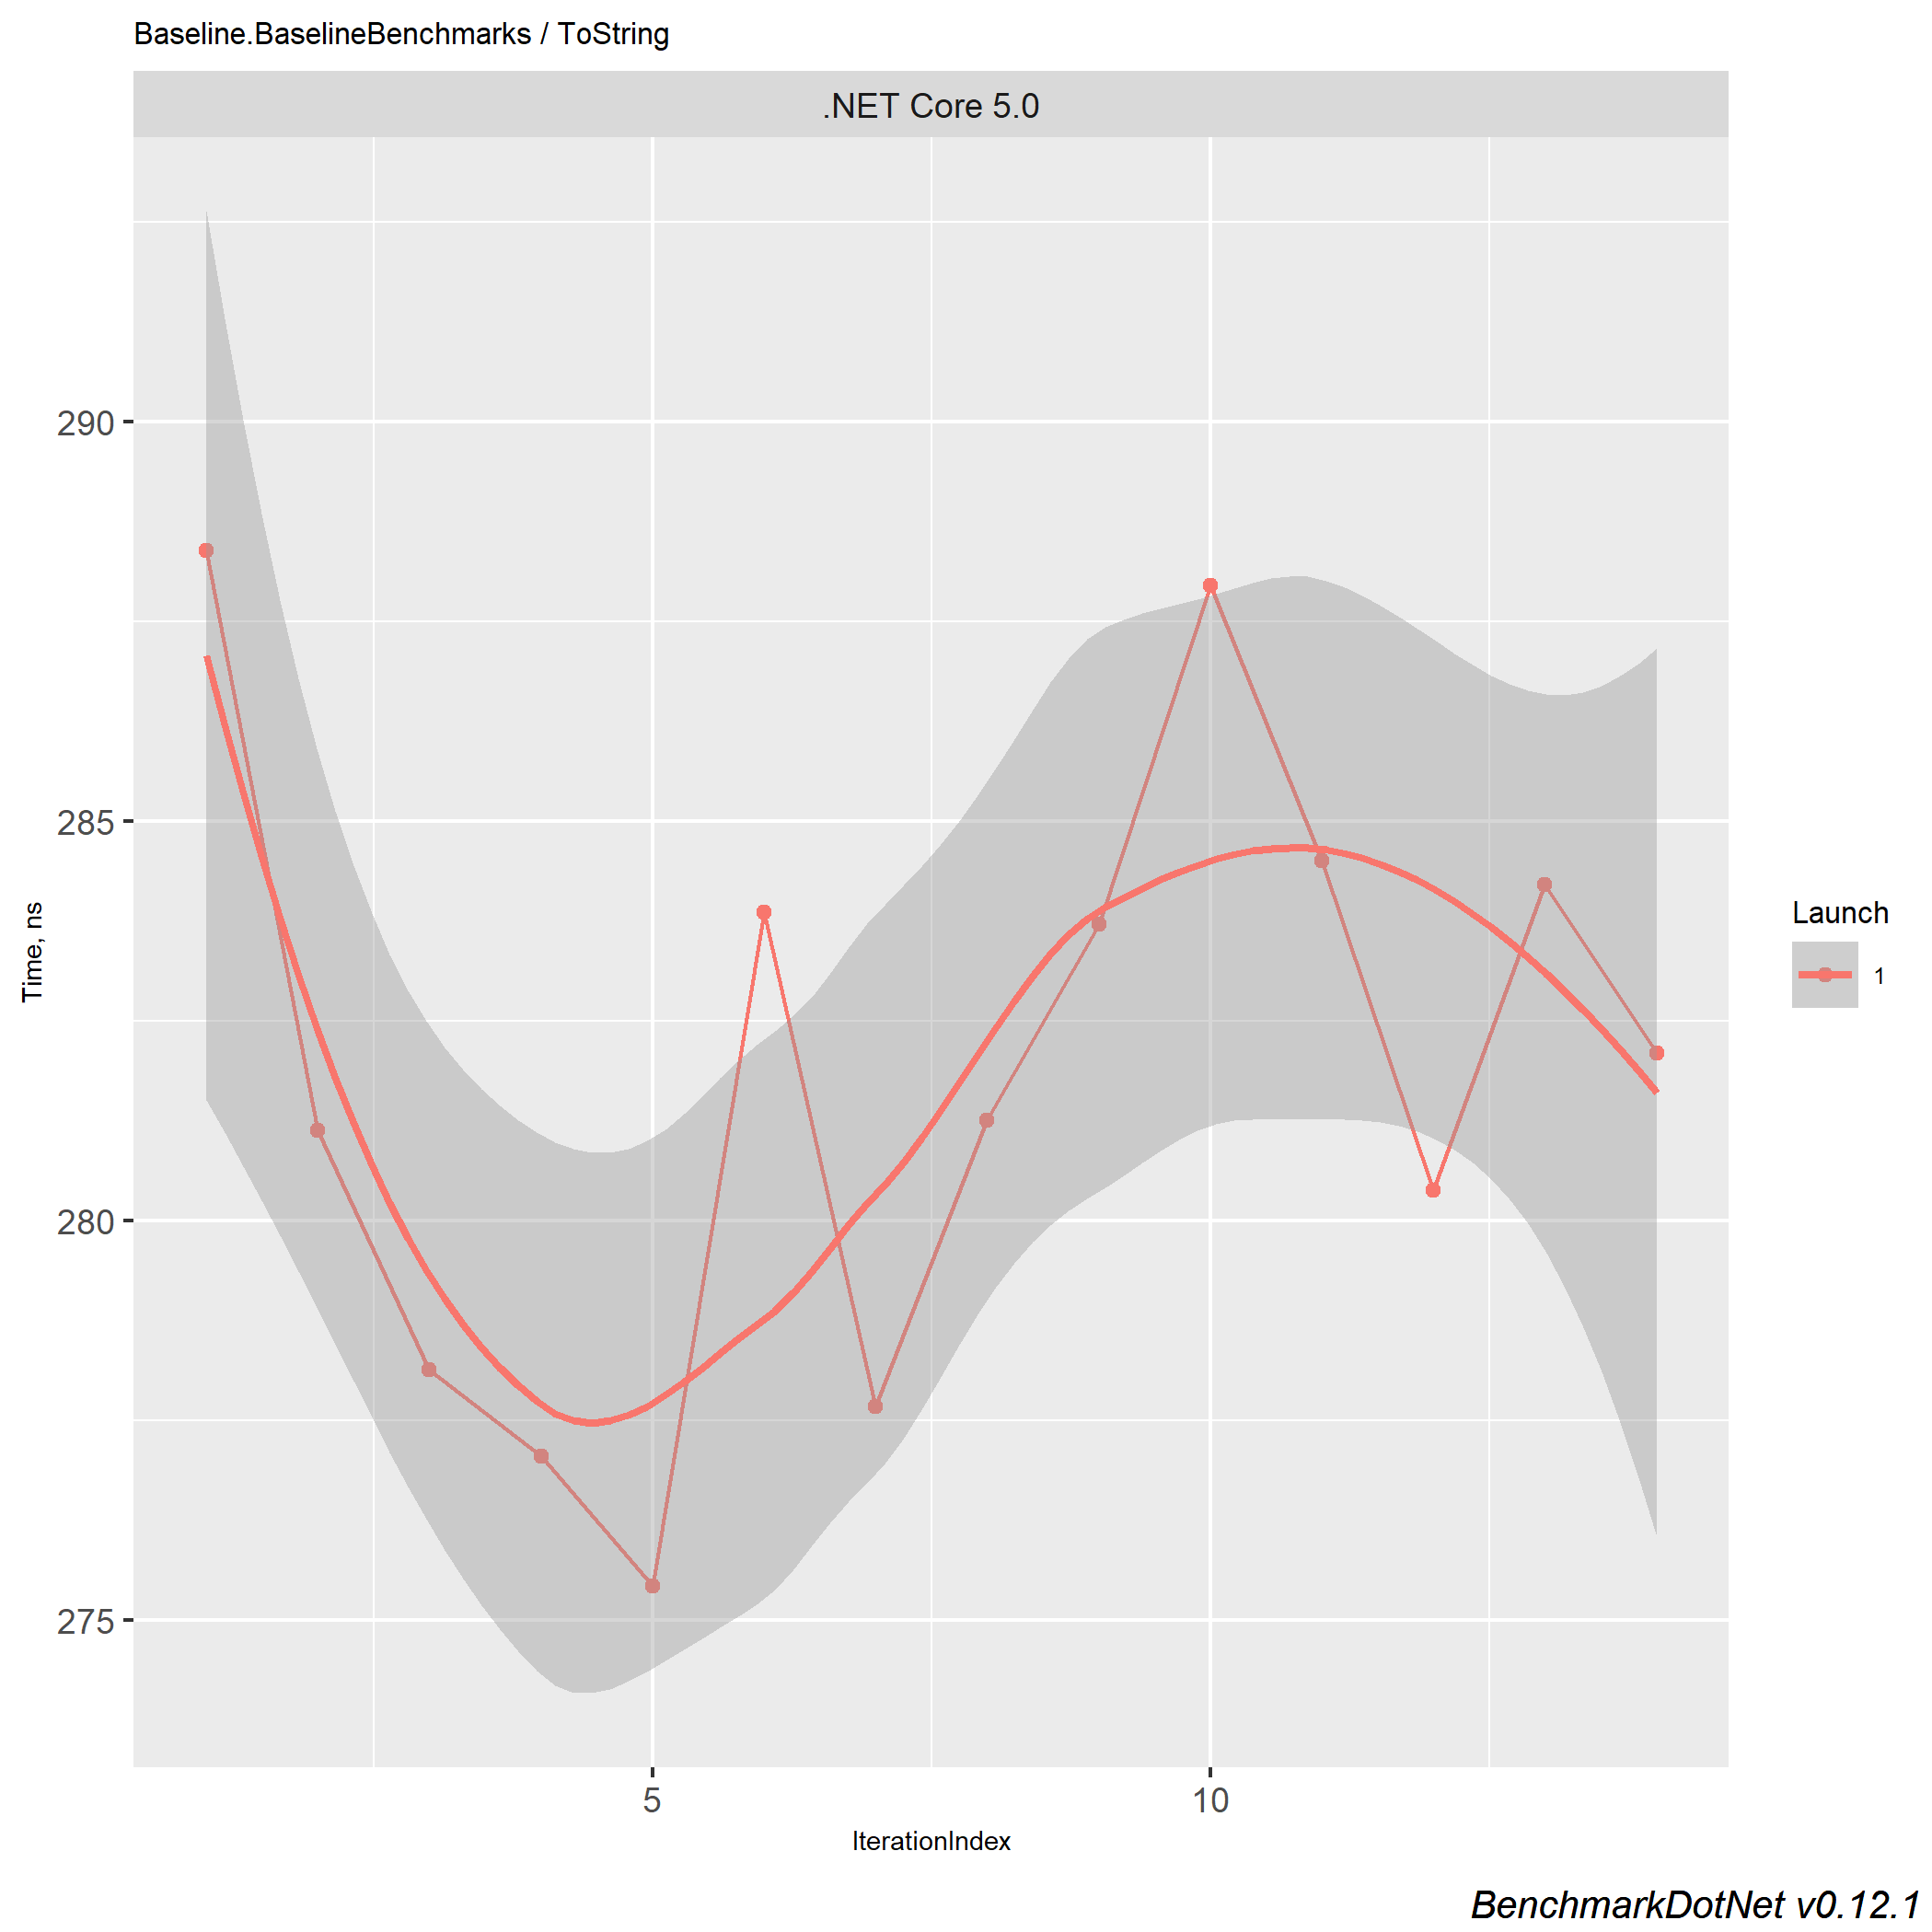 Baseline.BaselineBenchmarks / ToString
.NET Core 5.0
290
285
280
275
Time, ns
5
10
IterationIndex
Launch
1
BenchmarkDotNet v0.12.1